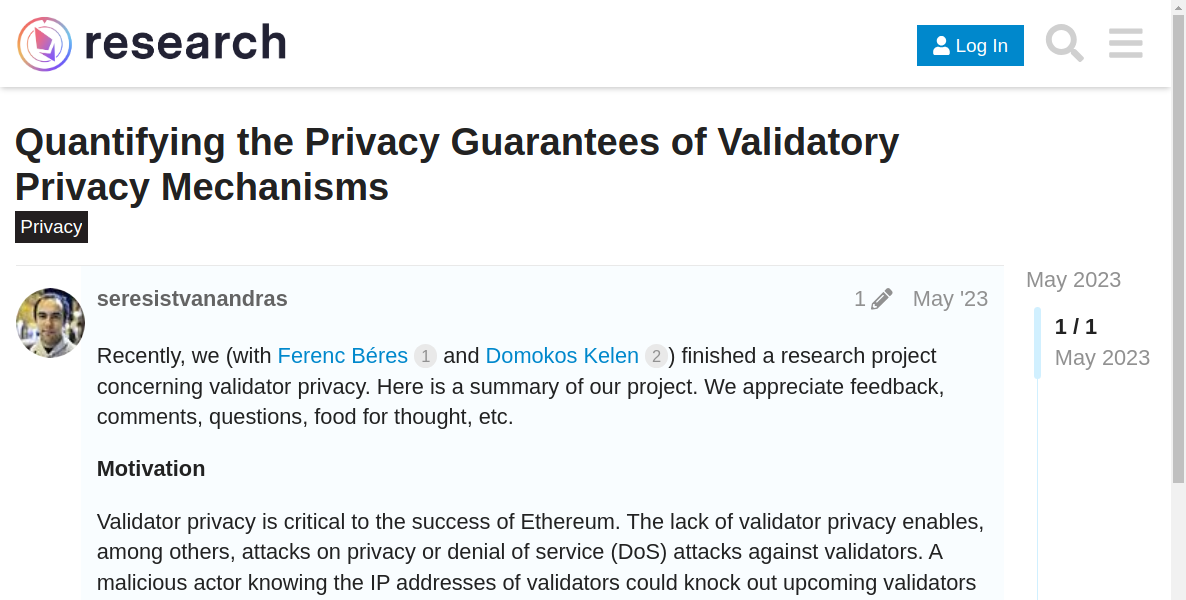 research
Log In
Quantifying the Privacy Guarantees of Validatory
Privacy Mechanisms
Privacy
seresistvanandras
1
May '23
May 2023
1 / 1
May 2023
Recently, we (with Ferenc Béres 1 and Domokos Kelen 2) finished a research project
concerning validator privacy. Here is a summary of our project. We appreciate feedback,
comments, questions, food for thought, etc.
Motivation
Validator privacy is critical to the success of Ethereum. The lack of validator privacy enables,
among others, attacks on privacy or denial of service (DoS) attacks against validators. A
malicious actor knowing the IP addresses of validators could knock out upcoming validators